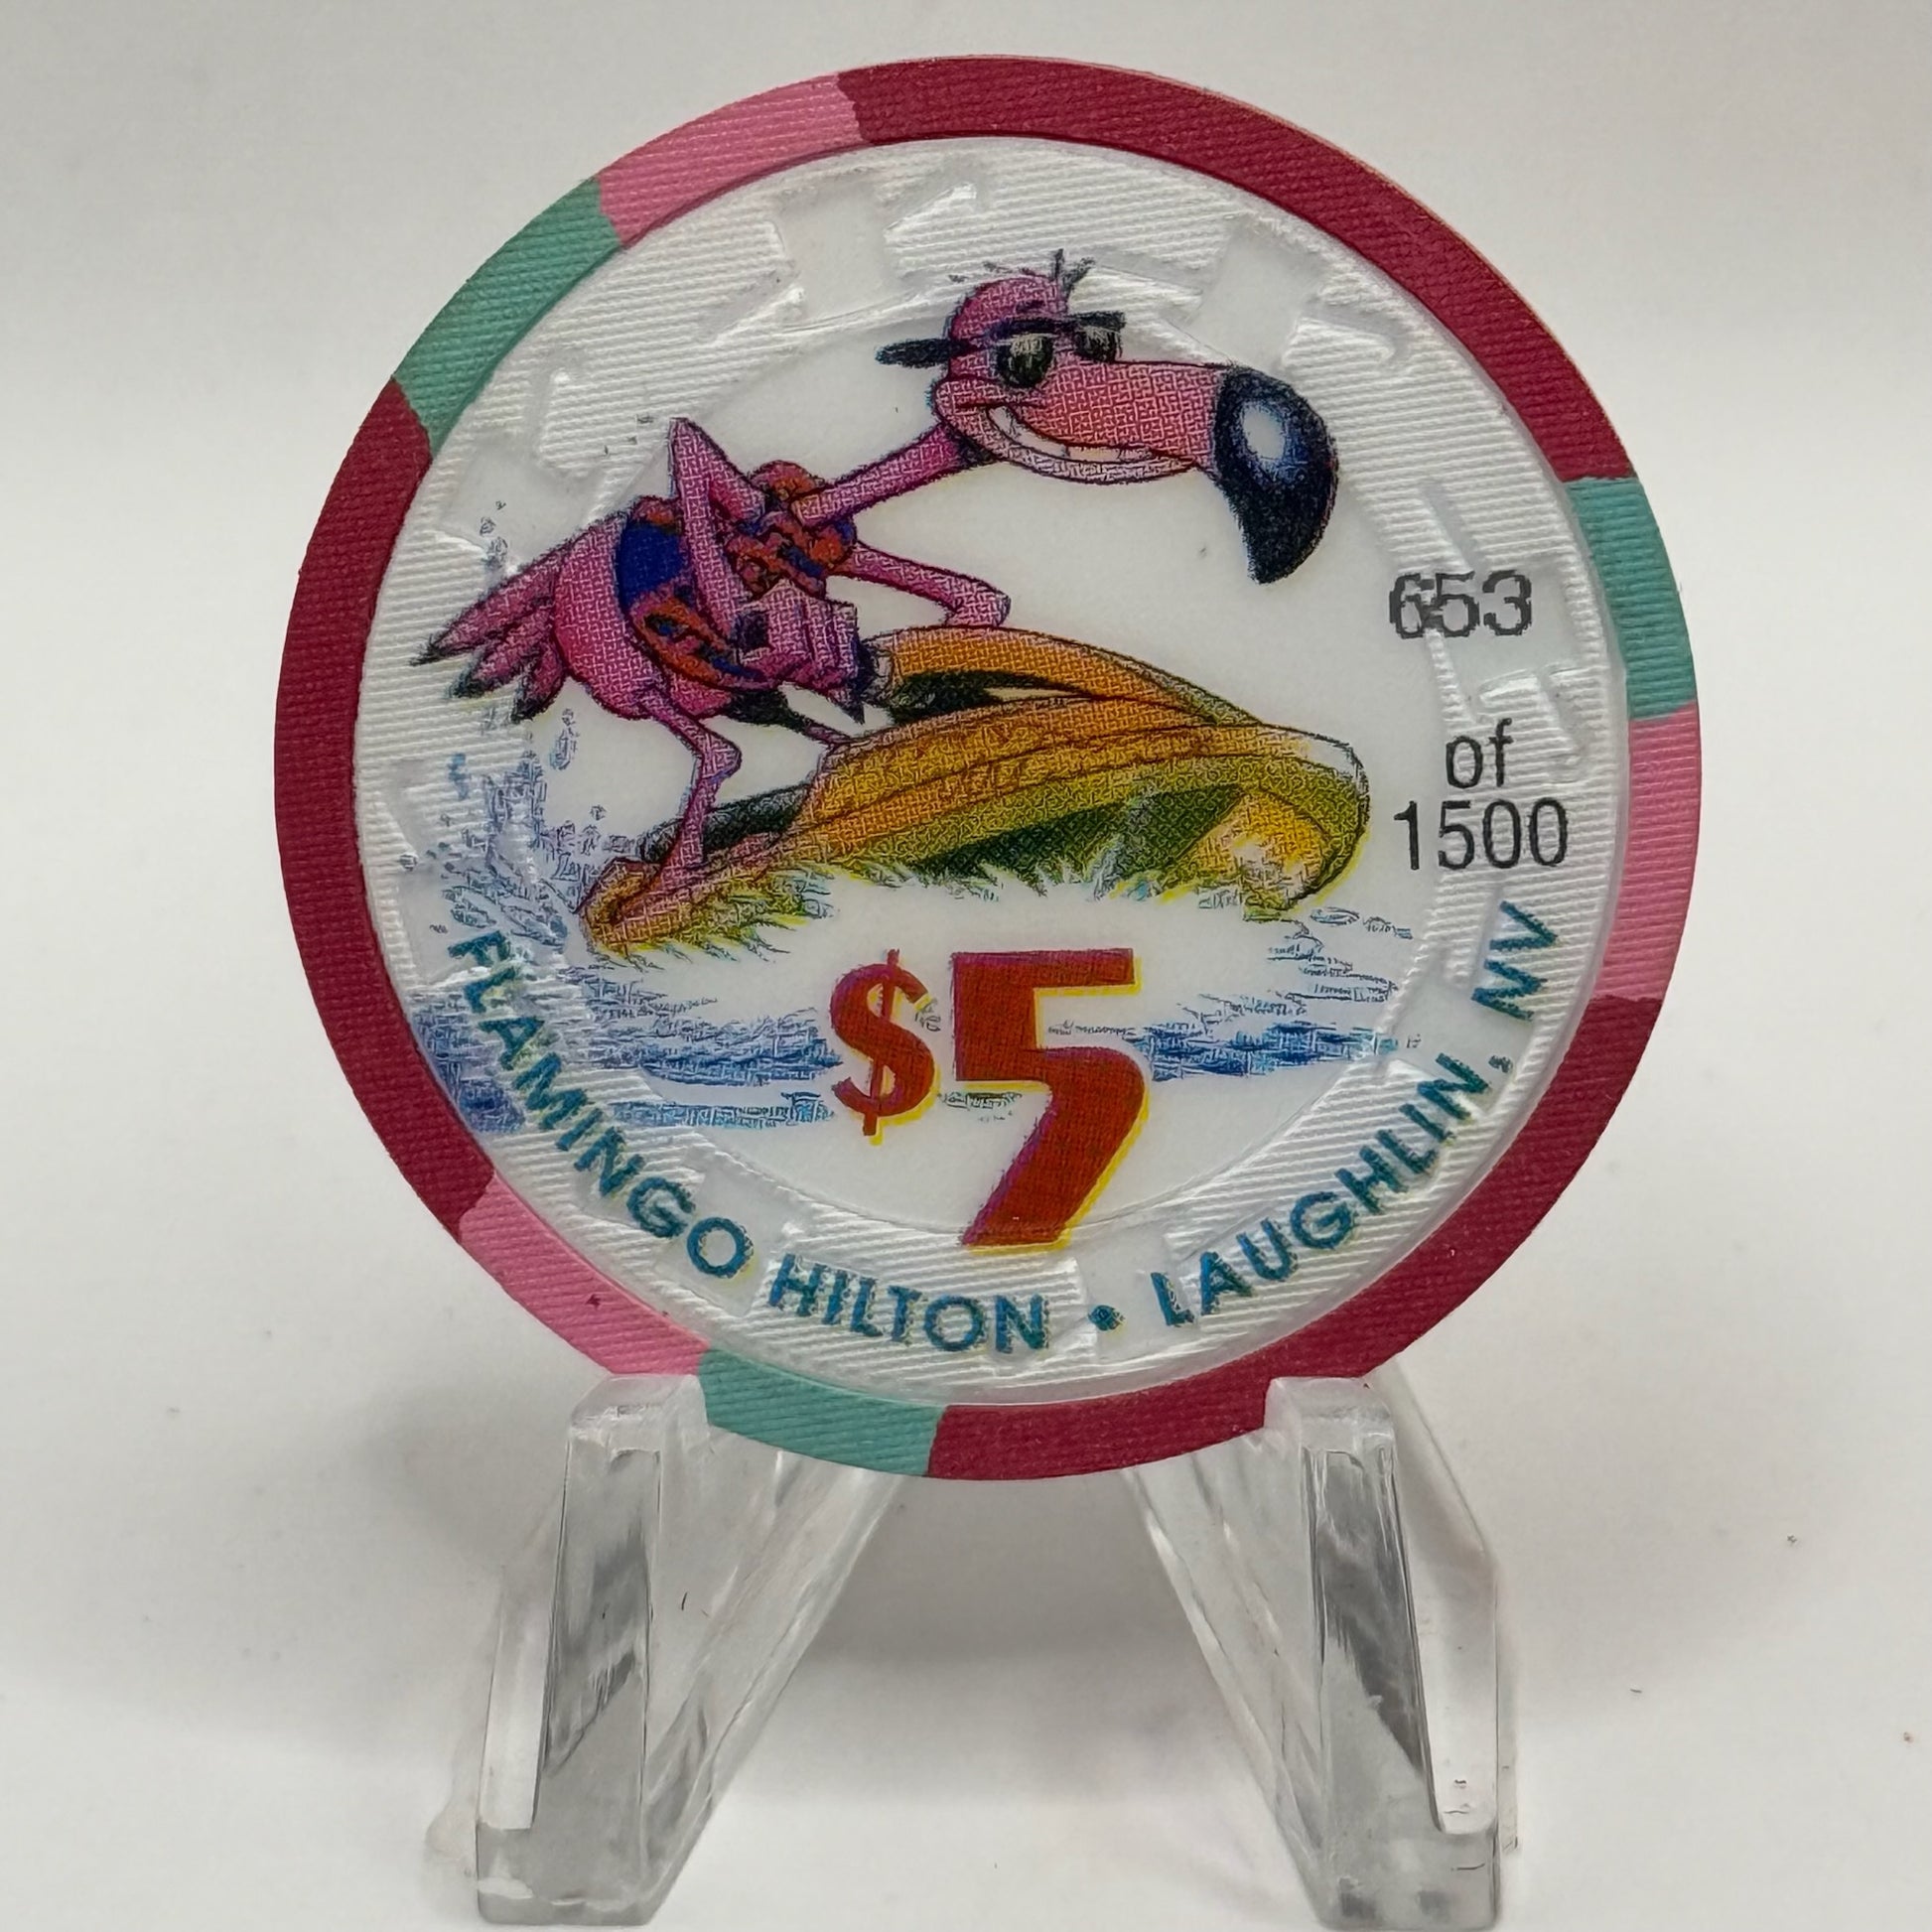 653
of
1500
$5
FLAMINGO HILTON • LAUGHLIN, NV